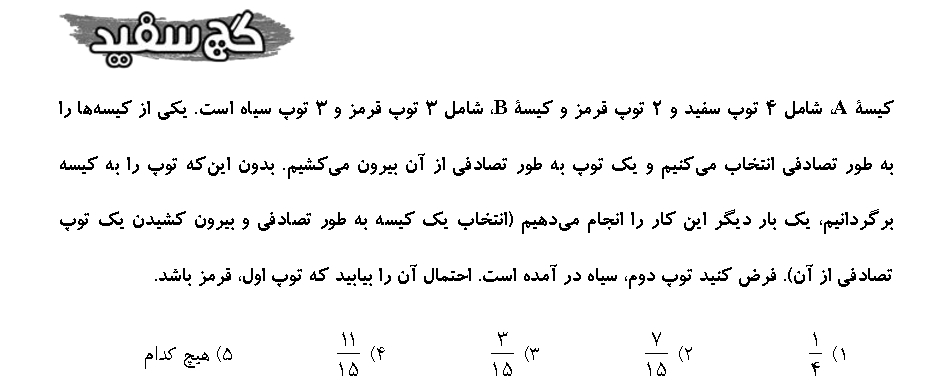 گچ سفید
کیسهٔ A، شامل ۴ توپ سفید و ۲ توپ قرمز و کیسهٔ B، شامل ۳ توپ قرمز و ۳ توپ سیاه است. یکی از کیسه‌ها را
به طور تصادفی انتخاب می‌کنیم و یک توپ به طور تصادفی از آن بیرون می‌کشیم. بدون این‌که توپ را به کیسه
برگردانیم، یک بار دیگر این کار را انجام می‌دهیم (انتخاب یک کیسه به طور تصادفی و بیرون کشیدن یک توپ
تصادفی از آن). فرض کنید توپ دوم، سیاه در آمده است. احتمال آن را بیابید که توپ اول، قرمز باشد.
۱) ۱/۴ ۲) ۷/۱۵ ۳) ۳/۱۵ ۴) ۱۱/۱۵ ۵) هیچ کدام